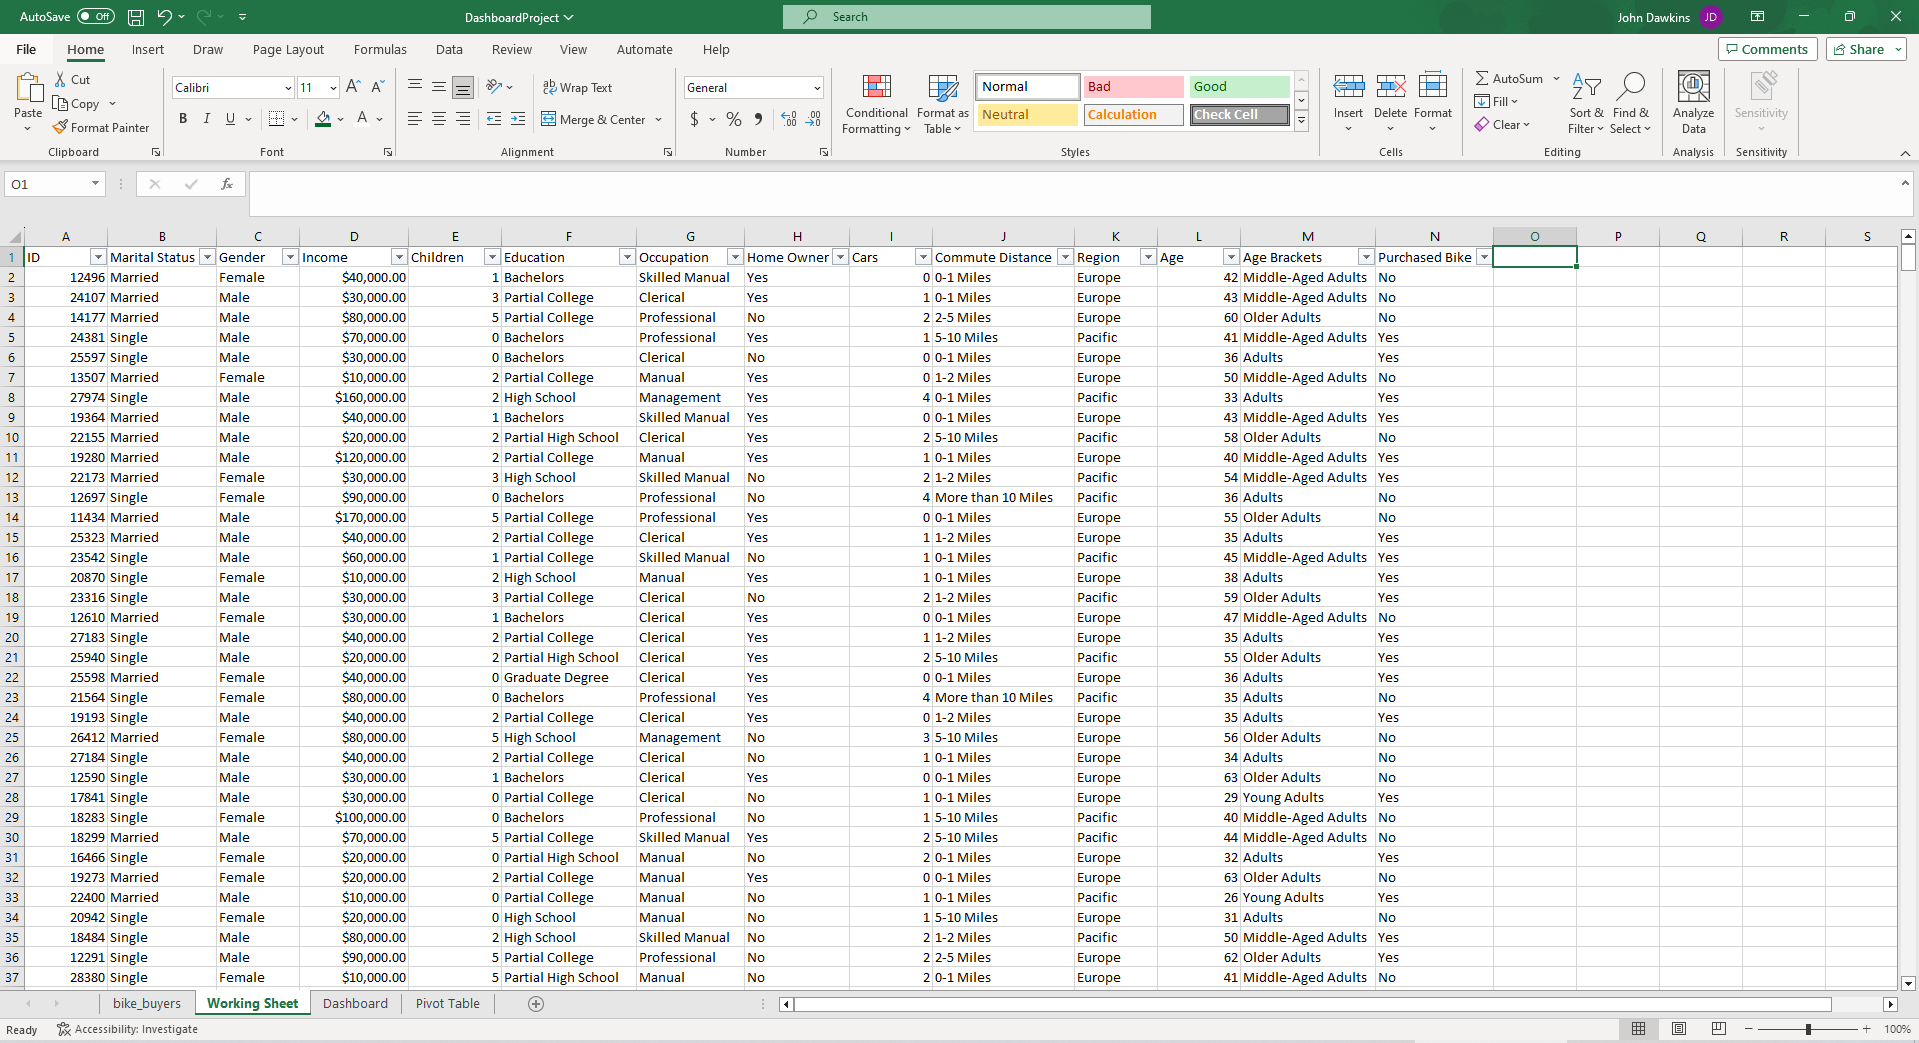 AutoSave Off DashboardProject Search John Dawkins JD
File Home Insert Draw Page Layout Formulas Data Review View Automate Help Comments Share
Paste Cut Copy Format Painter Clipboard
Calibri 11 B I U A Font
Wrap Text Merge & Center Alignment
General $ % Number
Conditional Formatting Format as Table Normal Bad Good Neutral Calculation Check Cell Styles
Insert Delete Format Cells
AutoSum Fill Clear Sort & Filter Find & Select Editing
Analyze Data Analysis
Sensitivity Sensitivity
O1 fx
A B C D E F G H I J K L M N O P Q R S
1 ID Marital Status Gender Income Children Education Occupation Home Owner Cars Commute Distance Region Age Age Brackets Purchased Bike
2 12496 Married Female $40,000.00 1 Bachelors Skilled Manual Yes 0 0-1 Miles Europe 42 Middle-Aged Adults No
3 24107 Married Male $30,000.00 3 Partial College Clerical Yes 1 0-1 Miles Europe 43 Middle-Aged Adults No
4 14177 Married Male $80,000.00 5 Partial College Professional No 2 2-5 Miles Europe 60 Older Adults No
5 24381 Single Male $70,000.00 0 Bachelors Professional Yes 1 5-10 Miles Pacific 41 Middle-Aged Adults Yes
6 25597 Single Male $30,000.00 0 Bachelors Clerical No 0 0-1 Miles Europe 36 Adults Yes
7 13507 Married Female $10,000.00 2 Partial College Manual Yes 0 1-2 Miles Europe 50 Middle-Aged Adults No
8 27974 Single Male $160,000.00 2 High School Management Yes 4 0-1 Miles Pacific 33 Adults Yes
9 19364 Married Male $40,000.00 1 Bachelors Skilled Manual Yes 0 0-1 Miles Europe 43 Middle-Aged Adults Yes
10 22155 Married Male $20,000.00 2 Partial High School Clerical Yes 2 5-10 Miles Pacific 58 Older Adults No
11 19280 Married Male $120,000.00 2 Partial College Manual Yes 1 0-1 Miles Europe 40 Middle-Aged Adults Yes
12 22173 Married Female $30,000.00 3 High School Skilled Manual No 2 1-2 Miles Pacific 54 Middle-Aged Adults Yes
13 12697 Single Female $90,000.00 0 Bachelors Professional No 4 More than 10 Miles Pacific 36 Adults No
14 11434 Married Male $170,000.00 5 Partial College Professional Yes 0 0-1 Miles Europe 55 Older Adults No
15 25323 Married Male $40,000.00 2 Partial College Clerical Yes 1 1-2 Miles Europe 35 Adults Yes
16 23542 Single Male $60,000.00 1 Partial College Skilled Manual No 1 0-1 Miles Pacific 45 Middle-Aged Adults Yes
17 20870 Single Female $10,000.00 2 High School Manual Yes 1 0-1 Miles Europe 38 Adults Yes
18 23316 Single Male $30,000.00 3 Partial College Clerical No 2 1-2 Miles Pacific 59 Older Adults Yes
19 12610 Married Female $30,000.00 1 Bachelors Clerical Yes 0 0-1 Miles Europe 47 Middle-Aged Adults No
20 27183 Single Male $40,000.00 2 Partial College Clerical Yes 1 1-2 Miles Europe 35 Adults Yes
21 25940 Single Male $20,000.00 2 Partial High School Clerical Yes 2 5-10 Miles Pacific 55 Older Adults Yes
22 25598 Married Female $40,000.00 0 Graduate Degree Clerical Yes 0 0-1 Miles Europe 36 Adults Yes
23 21564 Single Female $80,000.00 0 Bachelors Professional Yes 4 More than 10 Miles Pacific 35 Adults No
24 19193 Single Male $40,000.00 2 Partial College Clerical Yes 0 1-2 Miles Europe 35 Adults Yes
25 26412 Married Female $80,000.00 5 High School Management No 3 5-10 Miles Europe 56 Older Adults No
26 27184 Single Male $40,000.00 2 Partial College Clerical No 1 0-1 Miles Europe 34 Adults No
27 12590 Single Male $30,000.00 1 Bachelors Clerical Yes 0 0-1 Miles Europe 63 Older Adults No
28 17841 Single Male $30,000.00 0 Partial College Clerical No 1 0-1 Miles Europe 29 Young Adults Yes
29 18283 Single Female $100,000.00 0 Bachelors Professional No 1 5-10 Miles Pacific 40 Middle-Aged Adults No
30 18299 Married Male $70,000.00 5 Partial College Skilled Manual Yes 2 5-10 Miles Pacific 44 Middle-Aged Adults No
31 16466 Single Female $20,000.00 0 Partial High School Manual No 2 0-1 Miles Europe 32 Adults Yes
32 19273 Married Female $20,000.00 2 Partial College Manual Yes 0 0-1 Miles Europe 63 Older Adults No
33 22400 Married Male $10,000.00 0 Partial College Manual No 1 0-1 Miles Pacific 26 Young Adults Yes
34 20942 Single Female $20,000.00 0 High School Manual No 1 5-10 Miles Europe 31 Adults No
35 18484 Single Male $80,000.00 2 High School Skilled Manual No 2 1-2 Miles Pacific 50 Middle-Aged Adults Yes
36 12291 Single Male $90,000.00 5 Partial College Professional No 2 2-5 Miles Europe 62 Older Adults Yes
37 28380 Single Female $10,000.00 5 Partial High School Manual No 2 0-1 Miles Europe 41 Middle-Aged Adults No
bike_buyers Working Sheet Dashboard Pivot Table
Ready Accessibility: Investigate 100%